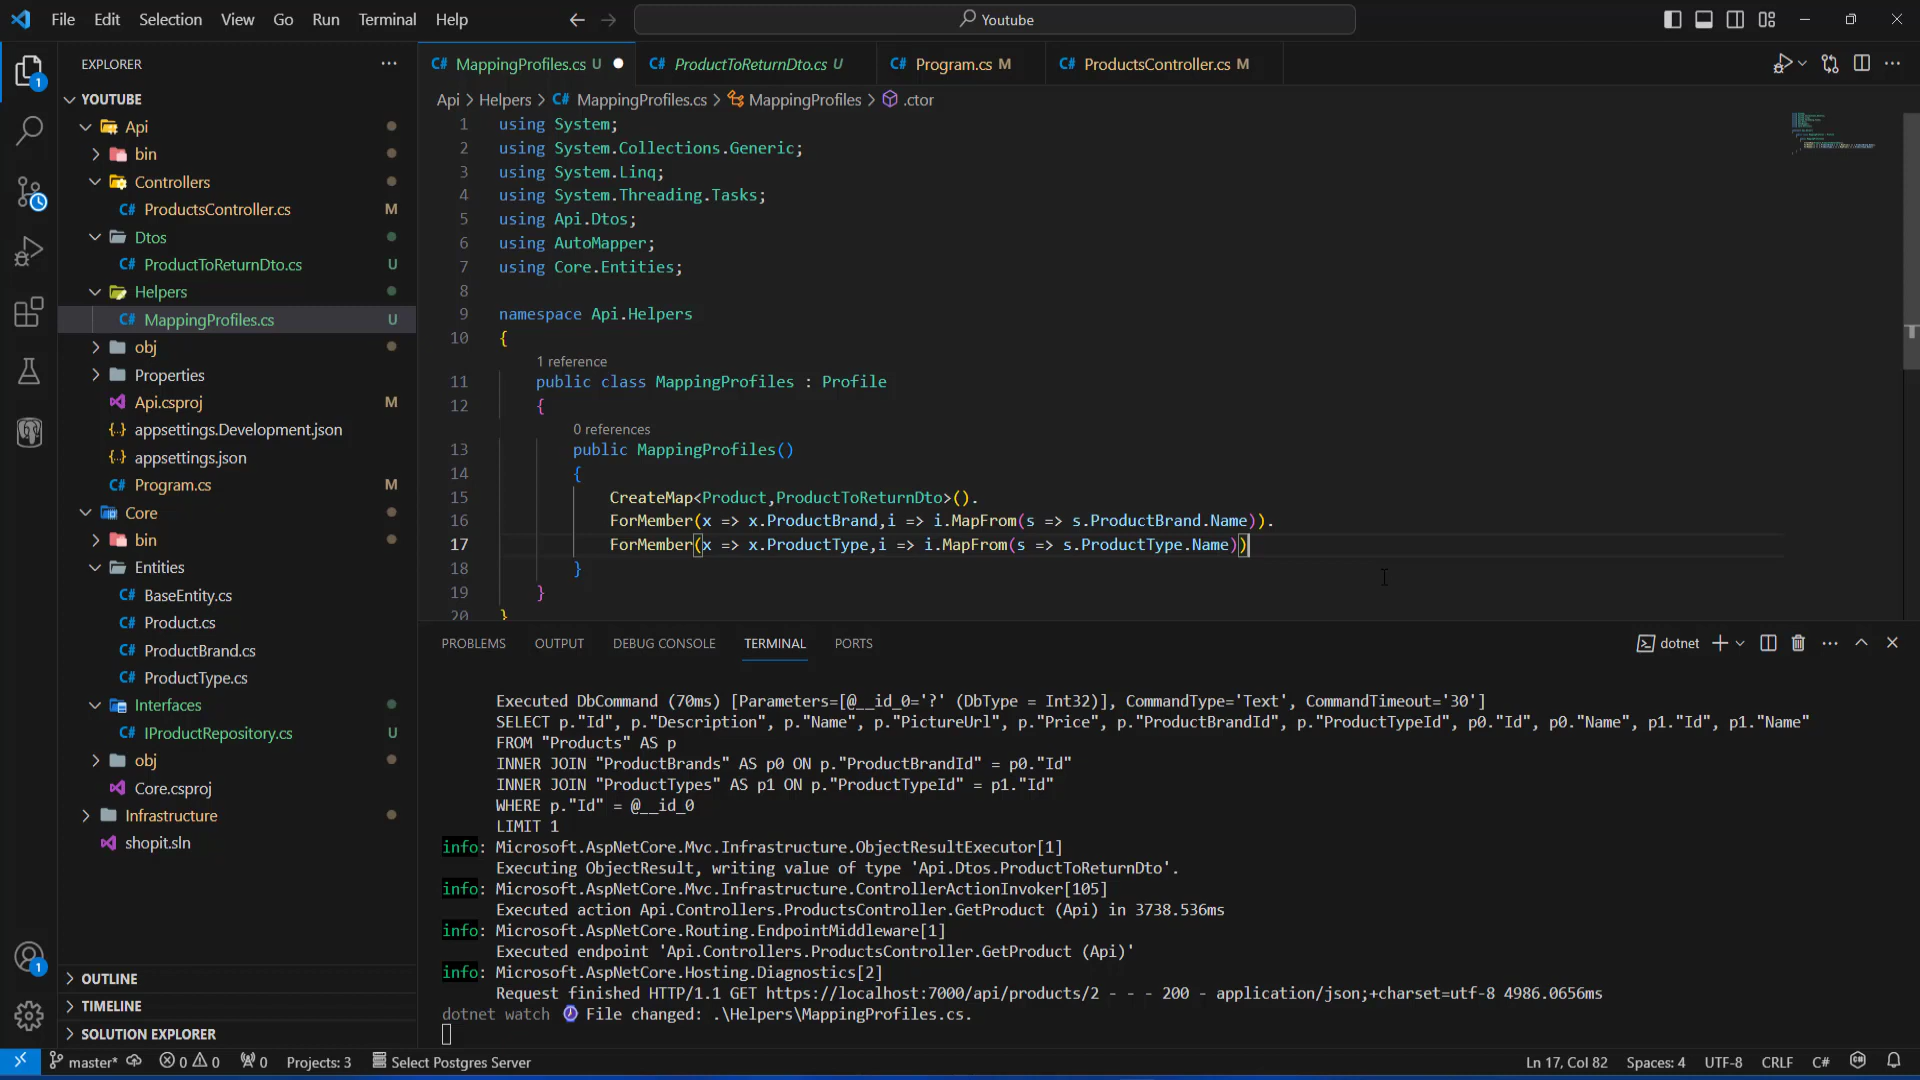 File Edit Selection View Go Run Terminal Help
Youtube
EXPLORER
YOUTUBE
Api
bin
Controllers
C# ProductsController.cs M
Dtos
C# ProductToReturnDto.cs U
Helpers
C# MappingProfiles.cs U
obj
Properties
Api.csproj M
{} appsettings.Development.json
{} appsettings.json
C# Program.cs M
Core
bin
Entities
C# BaseEntity.cs
C# Product.cs
C# ProductBrand.cs
C# ProductType.cs
Interfaces
C# IProductRepository.cs U
obj
Core.csproj
Infrastructure
shopit.sln
OUTLINE
TIMELINE
SOLUTION EXPLORER
1
1
C# MappingProfiles.cs U
C# ProductToReturnDto.cs U
C# Program.cs M
C# ProductsController.cs M
Api > Helpers > C# MappingProfiles.cs > MappingProfiles > .ctor
1 using System;
2 using System.Collections.Generic;
3 using System.Linq;
4 using System.Threading.Tasks;
5 using Api.Dtos;
6 using AutoMapper;
7 using Core.Entities;
8
9 namespace Api.Helpers
10 {
1 reference
11 public class MappingProfiles : Profile
12 {
0 references
13 public MappingProfiles()
14 {
15 CreateMap<Product,ProductToReturnDto>().
16 ForMember(x => x.ProductBrand,i => i.MapFrom(s => s.ProductBrand.Name)).
17 ForMember(x => x.ProductType,i => i.MapFrom(s => s.ProductType.Name))
18 }
19 }
20 }
PROBLEMS OUTPUT DEBUG CONSOLE TERMINAL PORTS
dotnet
Executed DbCommand (70ms) [Parameters=[@__id_0='?' (DbType = Int32)], CommandType='Text', CommandTimeout='30']
SELECT p."Id", p."Description", p."Name", p."PictureUrl", p."Price", p."ProductBrandId", p."ProductTypeId", p0."Id", p0."Name", p1."Id", p1."Name"
FROM "Products" AS p
INNER JOIN "ProductBrands" AS p0 ON p."ProductBrandId" = p0."Id"
INNER JOIN "ProductTypes" AS p1 ON p."ProductTypeId" = p1."Id"
WHERE p."Id" = @__id_0
LIMIT 1
info: Microsoft.AspNetCore.Mvc.Infrastructure.ObjectResultExecutor[1]
Executing ObjectResult, writing value of type 'Api.Dtos.ProductToReturnDto'.
info: Microsoft.AspNetCore.Mvc.Infrastructure.ControllerActionInvoker[105]
Executed action Api.Controllers.ProductsController.GetProduct (Api) in 3738.536ms
info: Microsoft.AspNetCore.Routing.EndpointMiddleware[1]
Executed endpoint 'Api.Controllers.ProductsController.GetProduct (Api)'
info: Microsoft.AspNetCore.Hosting.Diagnostics[2]
Request finished HTTP/1.1 GET https://localhost:7000/api/products/2 - - - 200 - application/json;+charset=utf-8 4986.0656ms
dotnet watch File changed: .\Helpers\MappingProfiles.cs.
master* 0 0 0 Projects: 3 Select Postgres Server
Ln 17, Col 82 Spaces: 4 UTF-8 CRLF C#